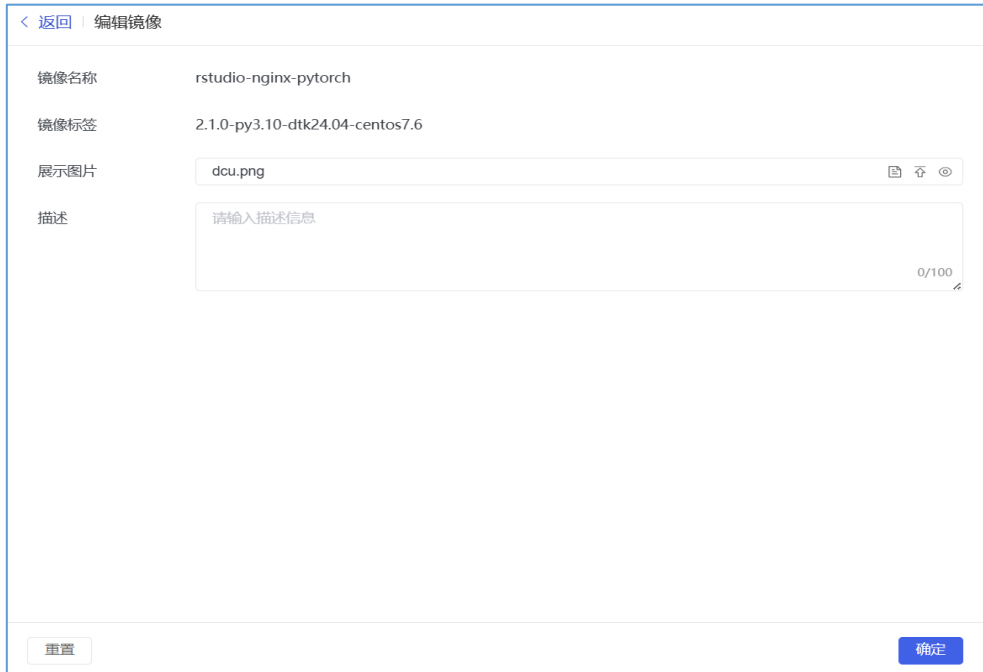 返回 编辑镜像
镜像名称 rstudio-nginx-pytorch
镜像标签 2.1.0-py3.10-dtk24.04-centos7.6
展示图片 dcu.png
描述 请输入描述信息
0/100
重置 确定